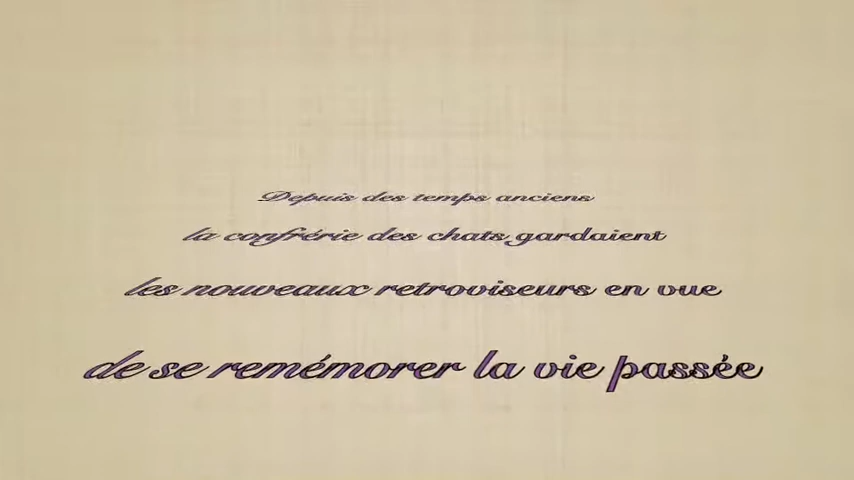 Depuis des temps anciens
la confrérie des chats gardaient
les nouveaux retroviseurs en vue
de se remémorer la vie passée